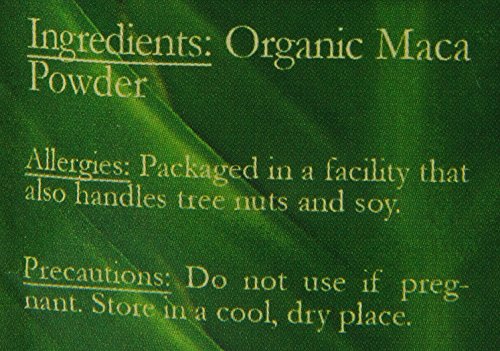 Ingredients: Organic Maca
Powder
Allergies: Packaged in a facility that
also handles tree nuts and soy.
Precautions: Do not use if preg-
nant. Store in a cool, dry place.